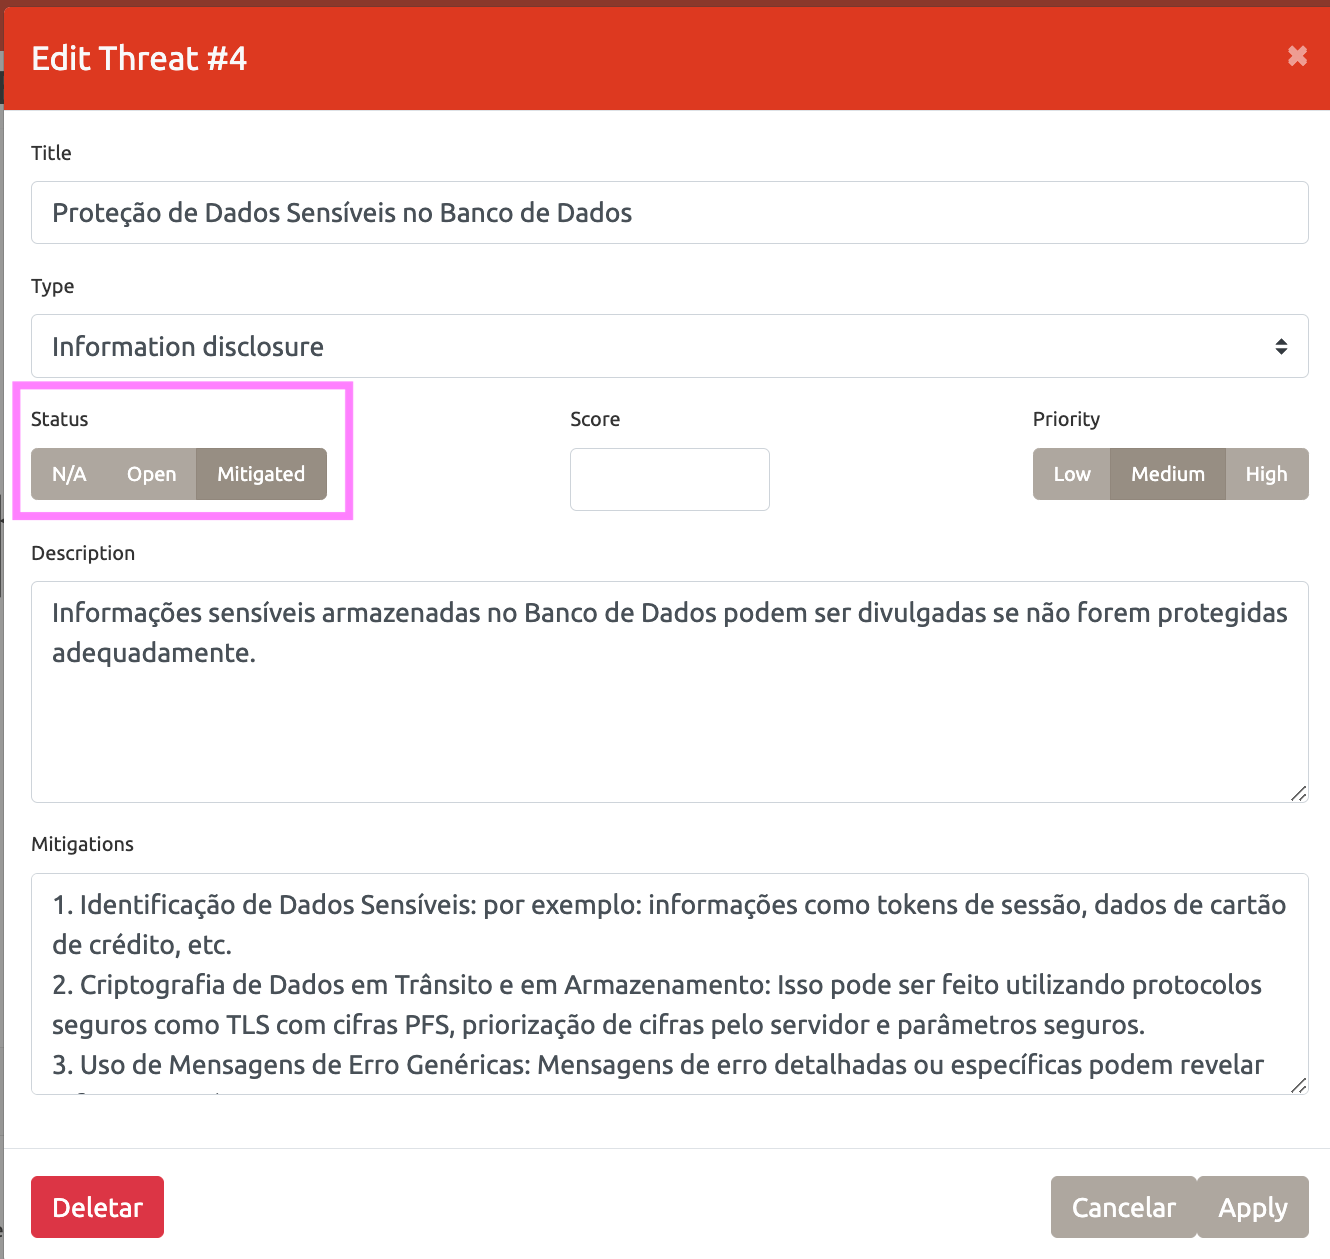 Edit Threat #4
Title
Proteção de Dados Sensíveis no Banco de Dados
Type
Information disclosure
Status
Score
Priority
N/A Open Mitigated
Low Medium High
Description
Informações sensíveis armazenadas no Banco de Dados podem ser divulgadas se não forem protegidas
adequadamente.
Mitigations
1. Identificação de Dados Sensíveis: por exemplo: informações como tokens de sessão, dados de cartão
de crédito, etc.
2. Criptografia de Dados em Trânsito e em Armazenamento: Isso pode ser feito utilizando protocolos
seguros como TLS com cifras PFS, priorização de cifras pelo servidor e parâmetros seguros.
3. Uso de Mensagens de Erro Genéricas: Mensagens de erro detalhadas ou específicas podem revelar
Deletar
Cancelar
Apply